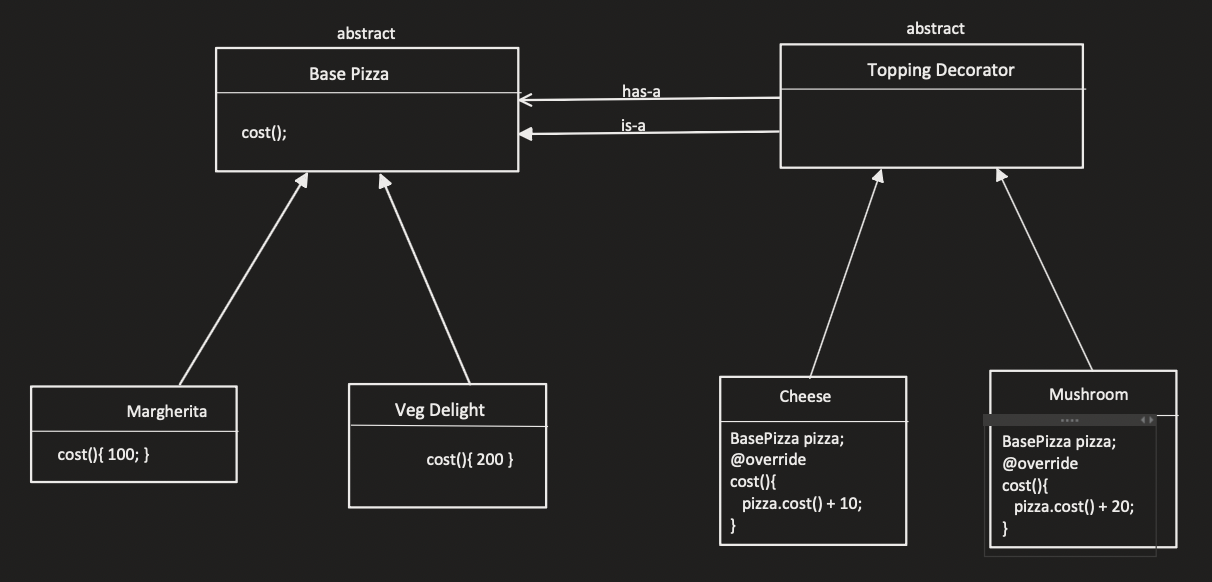 abstract
Base Pizza
cost();
has-a
is-a
abstract
Topping Decorator
Margherita
cost(){ 100; }
Veg Delight
cost(){ 200 }
Cheese
BasePizza pizza;
@override
cost(){
pizza.cost() + 10;
}
Mushroom
BasePizza pizza;
@override
cost(){
pizza.cost() + 20;
}